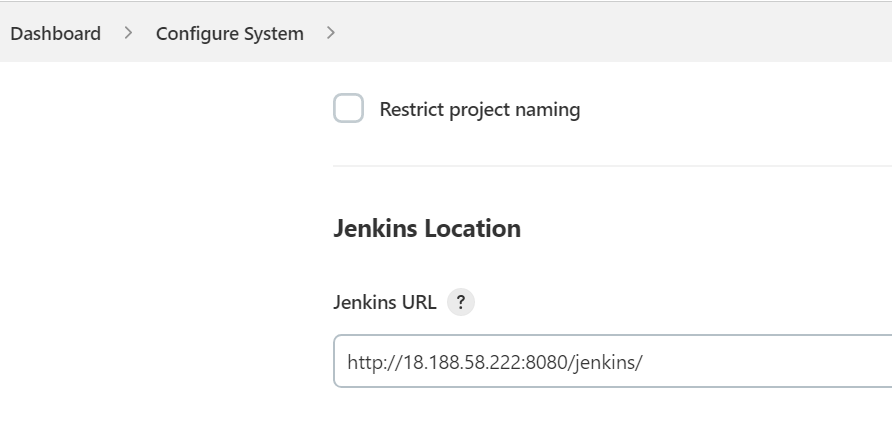 Dashboard > Configure System >
Restrict project naming
Jenkins Location
Jenkins URL ?
http://18.188.58.222:8080/jenkins/